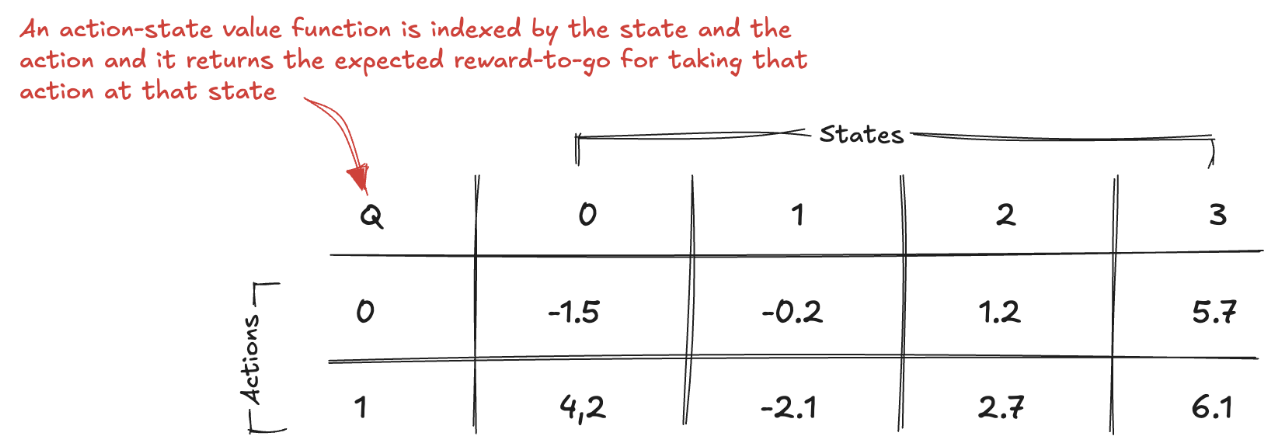 An action-state value function is indexed by the state and the
action and it returns the expected reward-to-go for taking that
action at that state
States
Q 0 1 2 3
Actions
0 -1.5 -0.2 1.2 5.7
1 4,2 -2.1 2.7 6.1